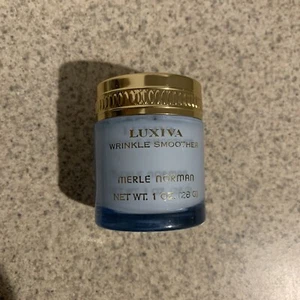 LUXIVA
WRINKLE SMOOTHER
MERLE NORMAN
NET WT. 1 OZ. (28 G)